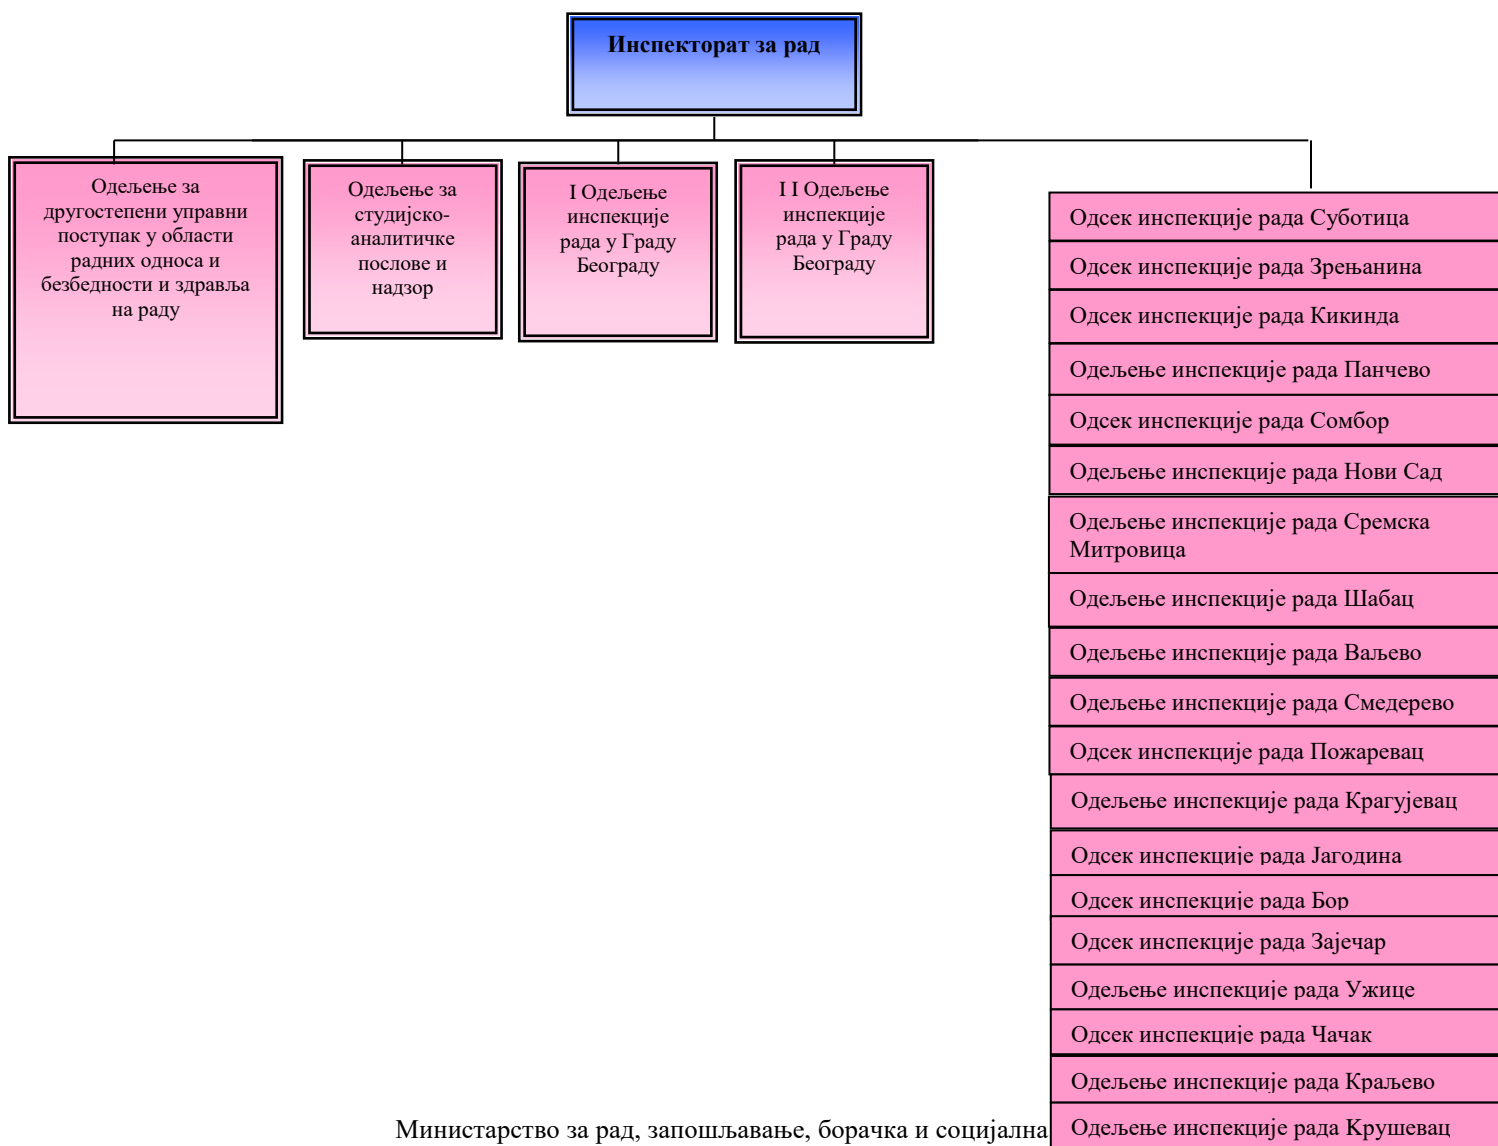 Инспекторат за рад
Одељење за
другостепени управни
поступак у области
радних односа и
безбедности и здравља
на раду
Одељење за
студијско-
аналитичке
послове и
надзор
I Одељење
инспекције
рада у Граду
Београду
I I Одељење
инспекције
рада у Граду
Београду
Одсек инспекције рада Суботица
Одсек инспекције рада Зрењанина
Одсек инспекције рада Кикинда
Одељење инспекције рада Панчево
Одсек инспекције рада Сомбор
Одељење инспекције рада Нови Сад
Одељење инспекције рада Сремска
Митровица
Одељење инспекције рада Шабац
Одељење инспекције рада Ваљево
Одељење инспекције рада Смедерево
Одсек инспекције рада Пожаревац
Одељење инспекције рада Крагујевац
Одсек инспекције рада Јагодина
Одсек инспекције рада Бор
Одсек инспекције рада Зајечар
Одељење инспекције рада Ужице
Одсек инспекције рада Чачак
Одељење инспекције рада Краљево
Одељење инспекције рада Крушевац
Министарство за рад, запошљавање, борачка и социјална